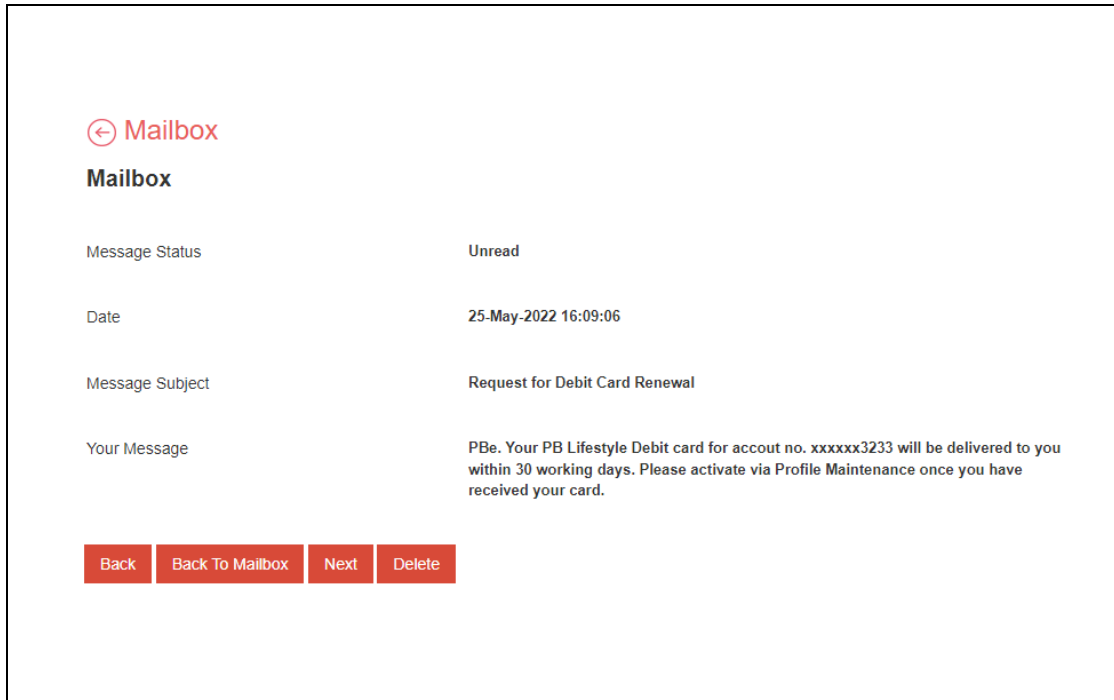 Mailbox
Mailbox
Message Status Unread
Date 25-May-2022 16:09:06
Message Subject Request for Debit Card Renewal
Your Message PBe. Your PB Lifestyle Debit card for accout no. xxxxxx3233 will be delivered to you
within 30 working days. Please activate via Profile Maintenance once you have
received your card.
Back Back To Mailbox Next Delete